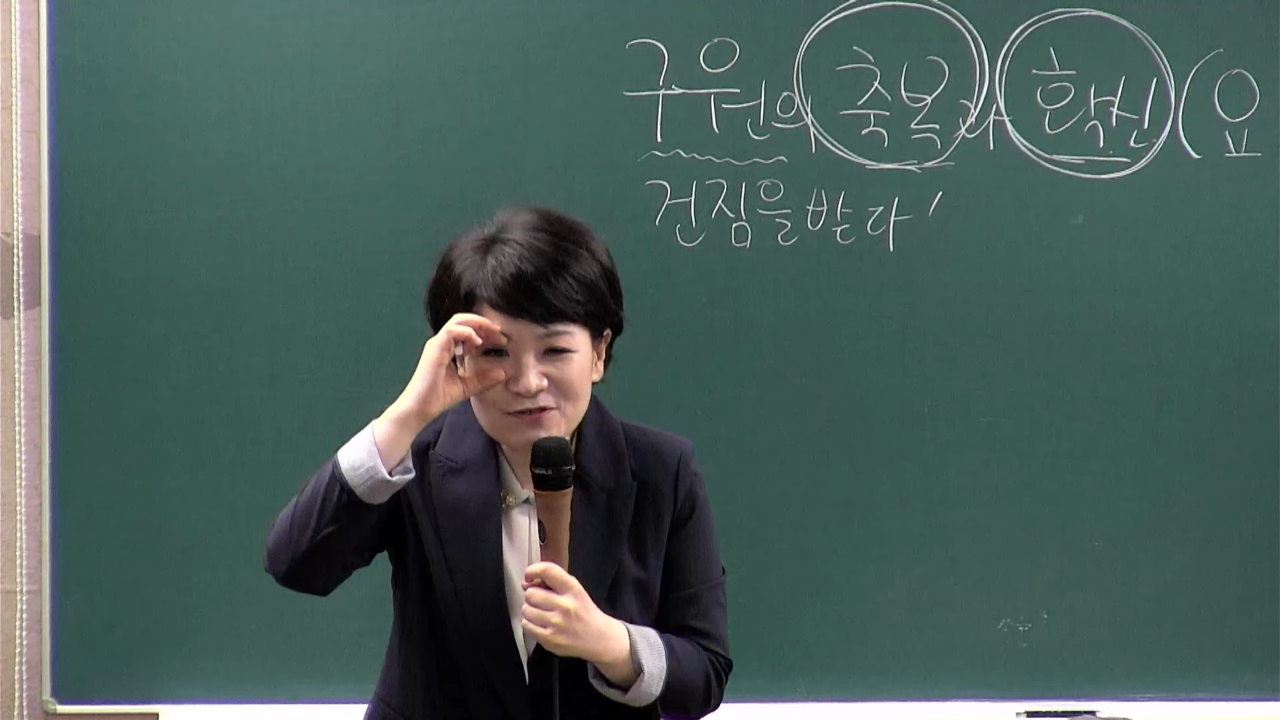 구원의 축복과 확신 (요
건짐을 받다'